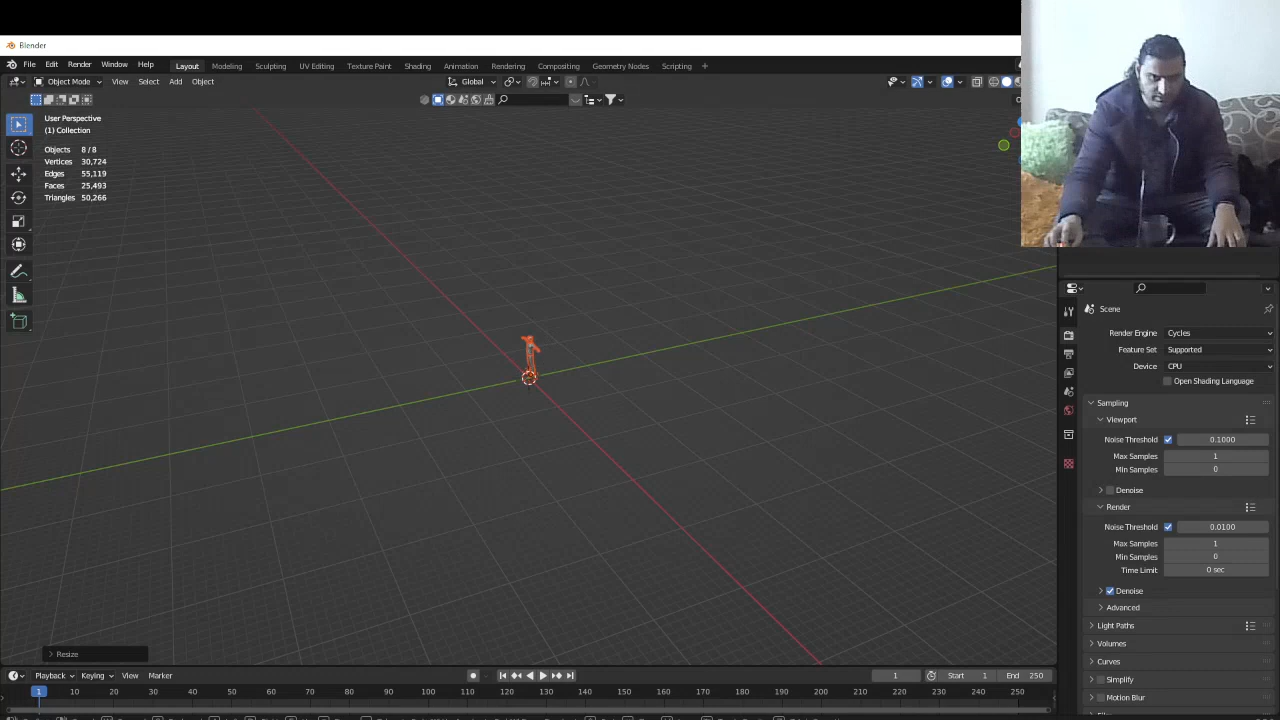 Blender
File Edit Render Window Help Layout Modeling Sculpting UV Editing Texture Paint Shading Animation Rendering Compositing Geometry Nodes Scripting +
Object Mode View Select Add Object Global
User Perspective
(1) Collection
Objects 8 / 8
Vertices 30,724
Edges 55,119
Faces 25,493
Triangles 50,266
Scene
Render Engine Cycles
Feature Set Supported
Device CPU
Open Shading Language
Sampling
Viewport
Noise Threshold 0.1000
Max Samples 1
Min Samples 0
Denoise
Render
Noise Threshold 0.0100
Max Samples 1
Min Samples 0
Time Limit 0 sec
Denoise
Advanced
Light Paths
Volumes
Curves
Simplify
Motion Blur
Resize
Playback Keying View Marker 1 Start 1 End 250
1 10 20 30 40 50 60 70 80 90 100 110 120 130 140 150 160 170 180 190 200 210 220 230 240 250